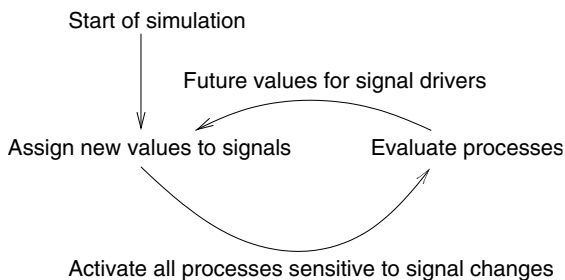 Start of simulation
Future values for signal drivers
Assign new values to signals
Evaluate processes
Activate all processes sensitive to signal changes